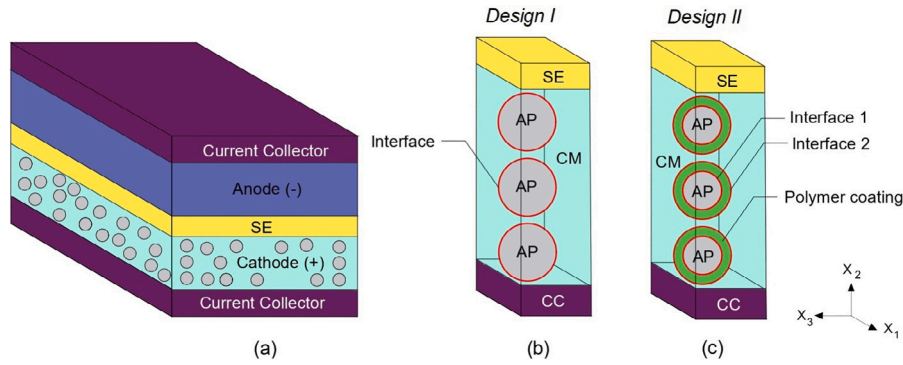 Design I
Design II
Current Collector
Anode (-)
SE
Cathode (+)
Current Collector
(a)
SE
AP
Interface
CM
AP
AP
CC
(b)
SE
AP
Interface 1
CM
Interface 2
AP
Polymer coating
AP
CC
(c)
X2
X3
X1